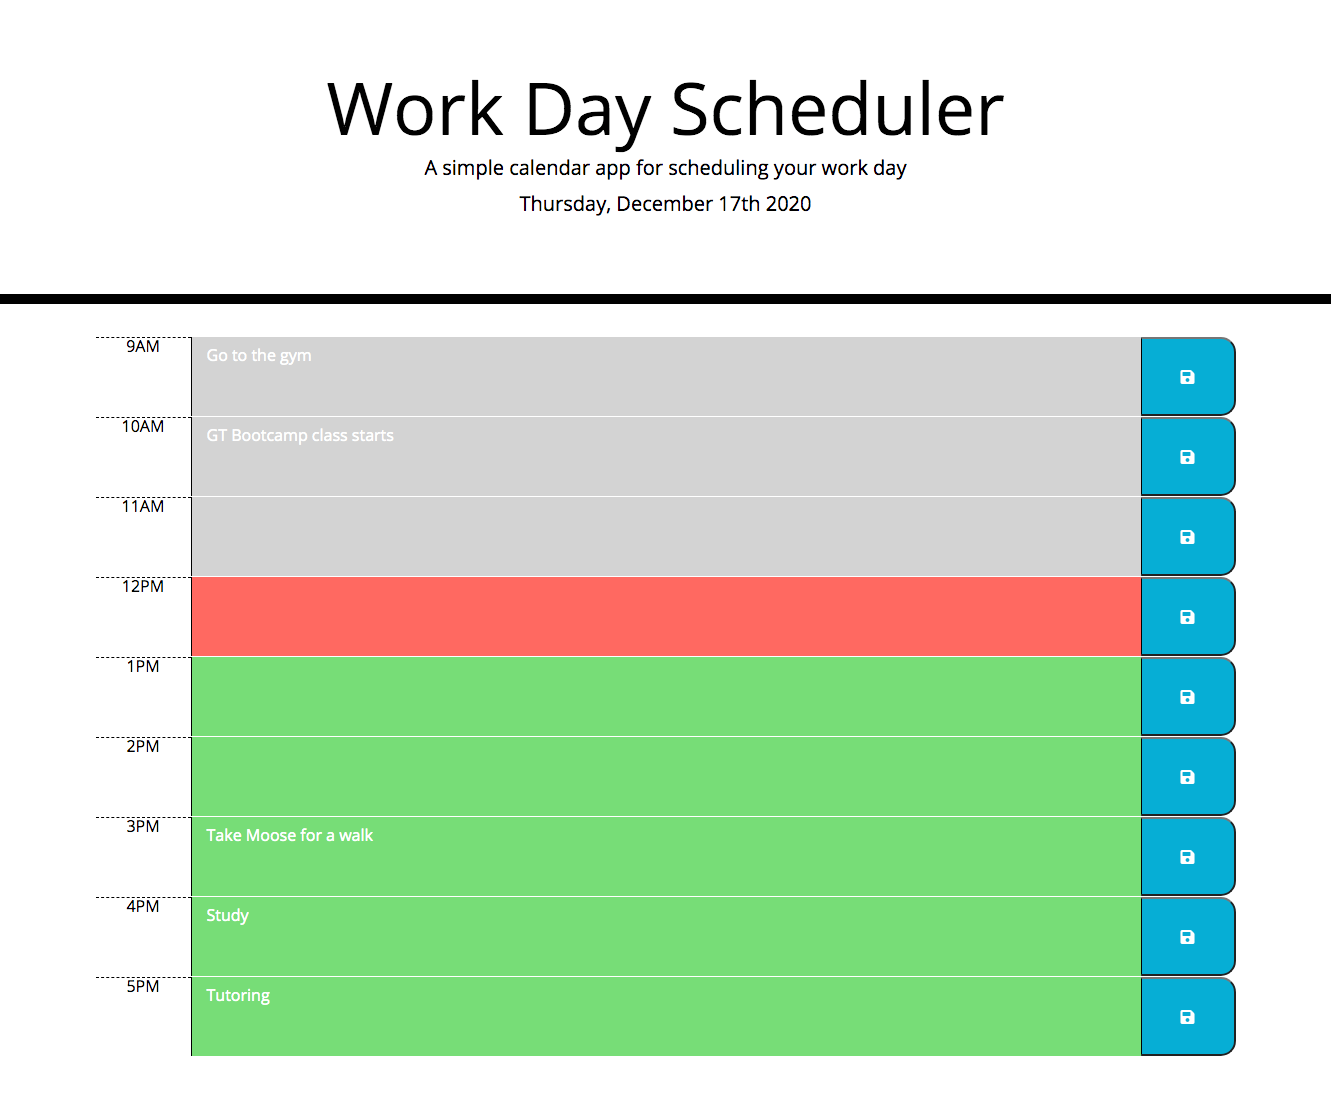 Work Day Scheduler
A simple calendar app for scheduling your work day
Thursday, December 17th 2020
9AM
Go to the gym
10AM
GT Bootcamp class starts
11AM
12PM
1PM
2PM
3PM
Take Moose for a walk
4PM
Study
5PM
Tutoring